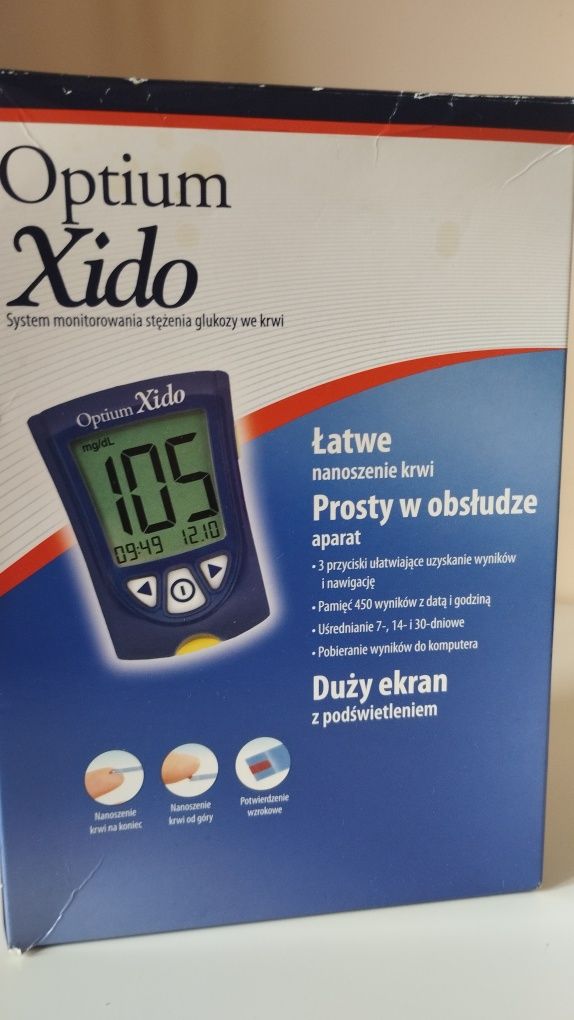 Optium
Xido
System monitorowania stężenia glukozy we krwi
Optium Xido
mg/dL
105
09:49 12.10
Łatwe
nanoszenie krwi
Prosty w obsłudze
aparat
• 3 przyciski ułatwiające uzyskanie wyników
i nawigację
• Pamięć 450 wyników z datą i godziną
• Uśrednianie 7-, 14- i 30-dniowe
• Pobieranie wyników do komputera
Duży ekran
z podświetleniem
Nanoszenie
krwi na koniec
Nanoszenie
krwi od góry
Potwierdzenie
wzrokowe